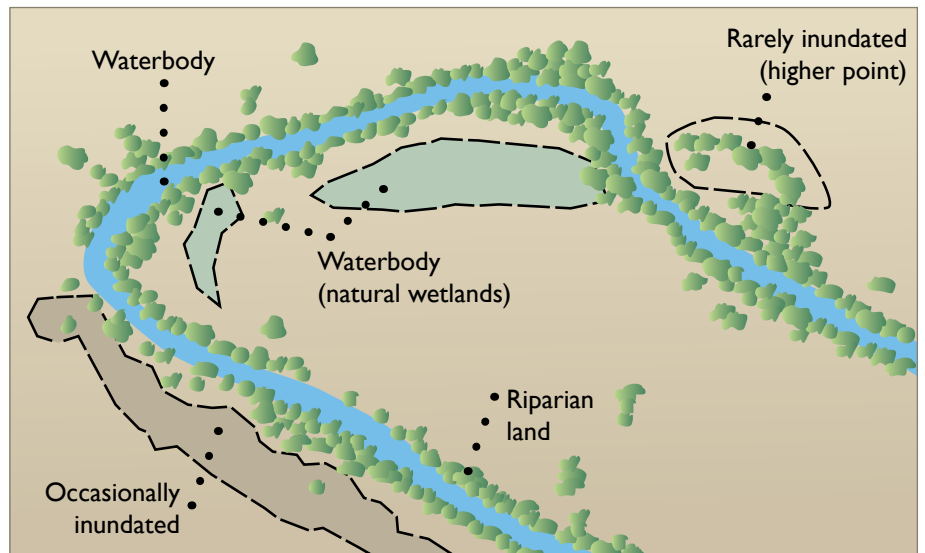 Waterbody
Rarely inundated
(higher point)
Waterbody
(natural wetlands)
Riparian
land
Occasionally
inundated